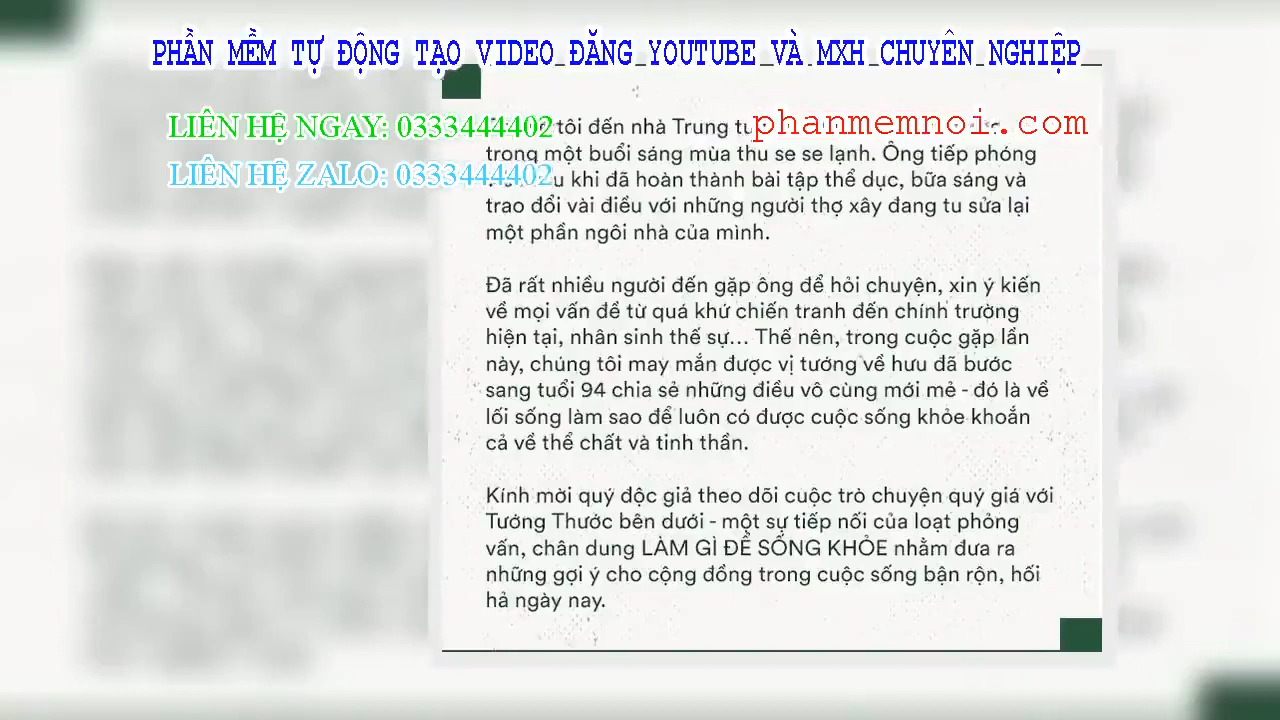 PHẦN MỀM TỰ ĐỘNG TẠO VIDEO ĐĂNG YOUTUBE VÀ MXH CHUYÊN NGHIỆP
LIÊN HỆ NGAY: 0333444402
phanmemnoi.com
tôi đến nhà Trung
trong một buổi sáng mùa thu se se lạnh. Ông tiếp phóng
LIÊN HỆ ZALO: 0333444402
khi đã hoàn thành bài tập thể dục, bữa sáng và
trao đổi vài điều với những người thợ xây đang tu sửa lại
một phần ngôi nhà của mình.
Đã rất nhiều người đến gặp ông để hỏi chuyện, xin ý kiến
về mọi vấn đề từ quá khứ chiến tranh đến chính trường
hiện tại, nhân sinh thế sự... Thế nên, trong cuộc gặp lần
này, chúng tôi may mắn được vị tướng về hưu đã bước
sang tuổi 94 chia sẻ những điều vô cùng mới mẻ - đó là về
lối sống làm sao để luôn có được cuộc sống khỏe khoắn
cả về thể chất và tinh thần.
Kính mời quý độc giả theo dõi cuộc trò chuyện quý giá với
Tướng Thước bên dưới - một sự tiếp nối của loạt phỏng
vấn, chân dung LÀM GÌ ĐỂ SỐNG KHỎE nhằm đưa ra
những gợi ý cho cộng đồng trong cuộc sống bận rộn, hối
hả ngày nay.